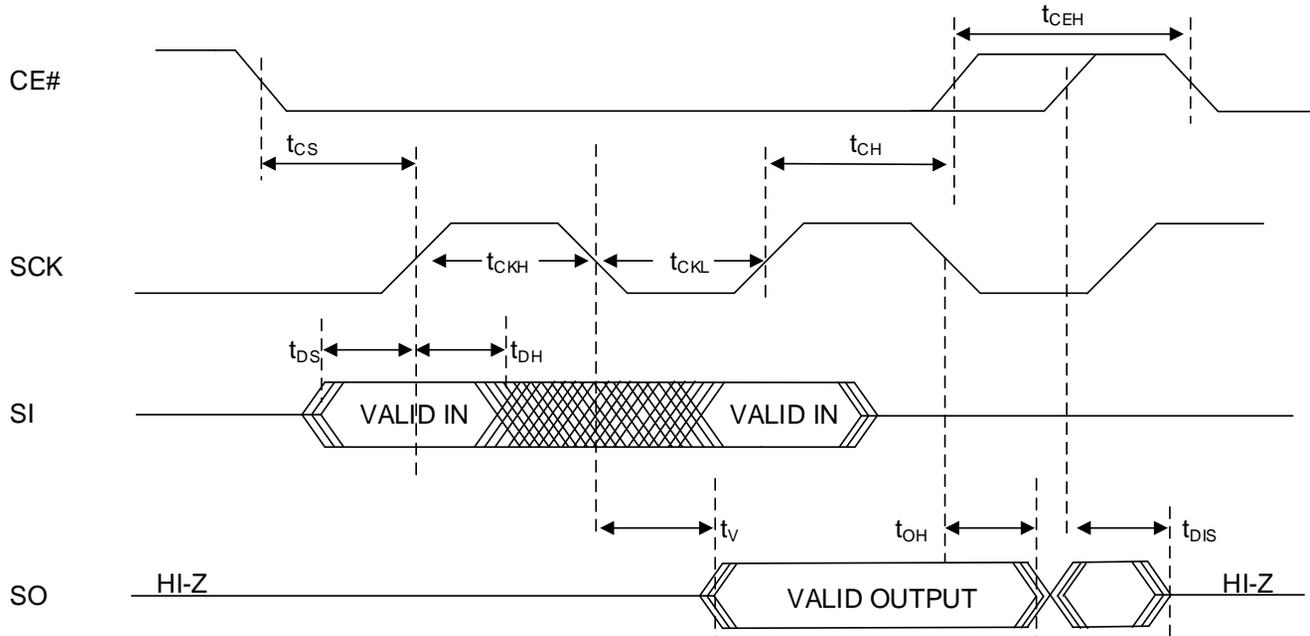 tCEH
CE#
tCS
tCH
SCK
tCKH
tCKL
tDS
tDH
SI
VALID IN
VALID IN
tV
tOH
tDIS
SO
HI-Z
VALID OUTPUT
HI-Z